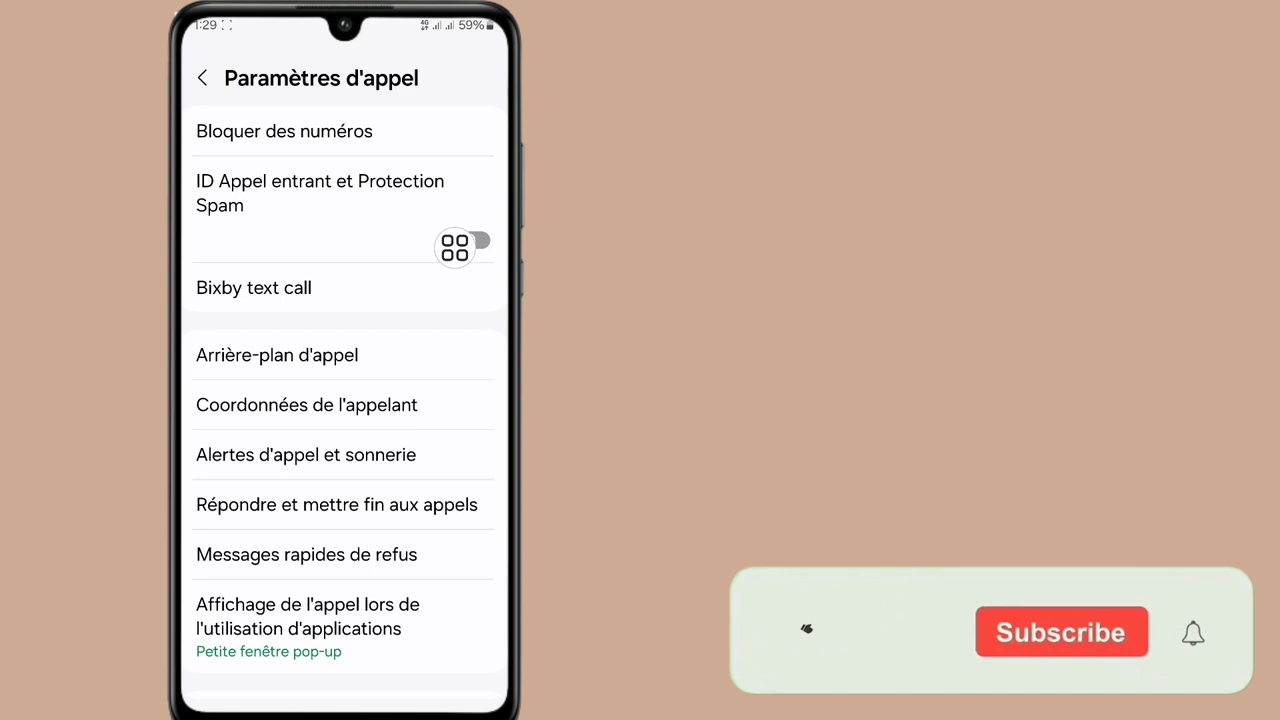 1:29
4G
59%
Paramètres d'appel
Bloquer des numéros
ID Appel entrant et Protection
Spam
Bixby text call
Arrière-plan d'appel
Coordonnées de l'appelant
Alertes d'appel et sonnerie
Répondre et mettre fin aux appels
Messages rapides de refus
Affichage de l'appel lors de
l'utilisation d'applications
Petite fenêtre pop-up
Subscribe